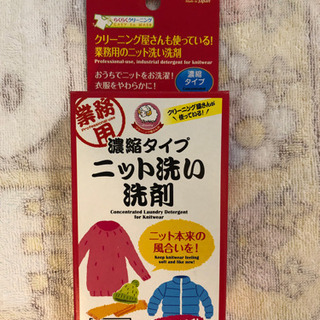 Made in Japan
らくらくクリーニング
クリーニング屋さんも使っている!
業務用のニット洗い洗剤
Professional-use, industrial detergent for knitwear
おうちでニットをお洗濯!
衣服をやわらかに!
濃縮
タイプ
業務用
クリーニング屋さんが
使っている!
濃縮タイプ
ニット洗い
洗剤
Concentrated Laundry Detergent
for Knitwear
ニット本来の
風合いを!
Keep knitwear feeling
soft and like new!